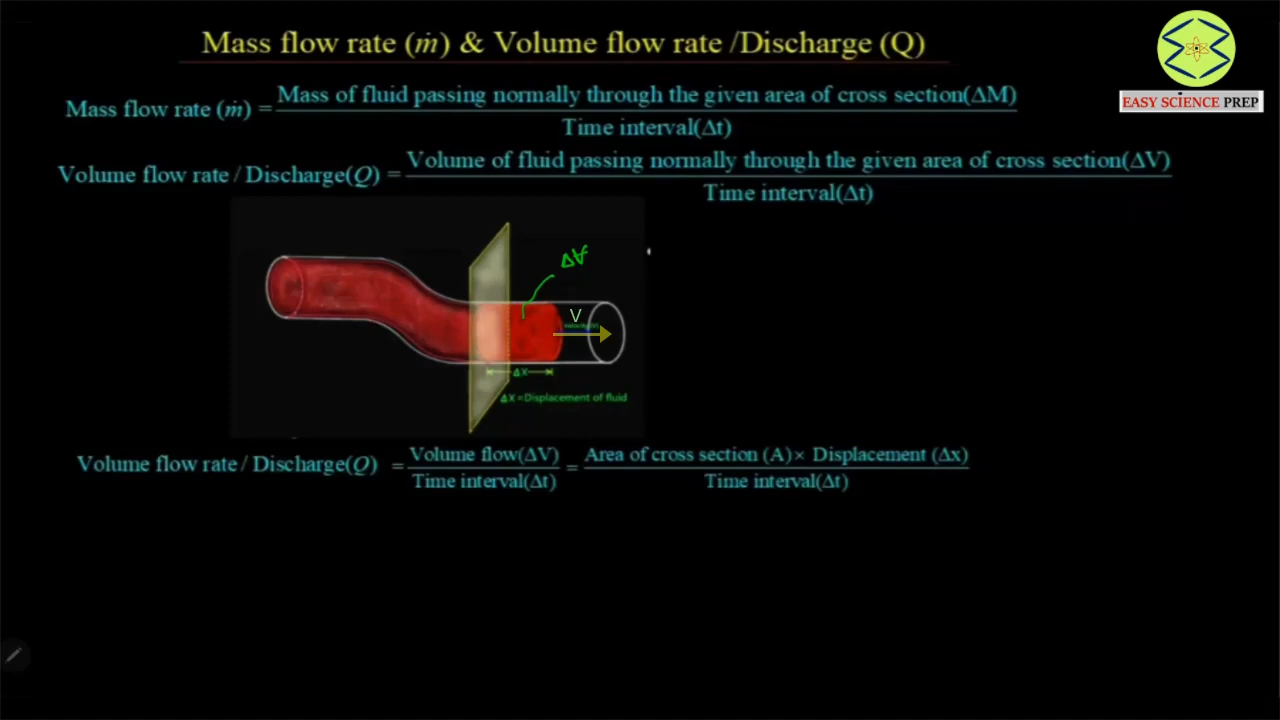 Mass flow rate (ṁ) & Volume flow rate /Discharge (Q)
EASY SCIENCE PREP
Mass flow rate (ṁ) = Mass of fluid passing normally through the given area of cross section(ΔM)
Time interval(Δt)
Volume flow rate / Discharge(Q) = Volume of fluid passing normally through the given area of cross section(ΔV)
Time interval(Δt)
ΔV
V
ΔX
ΔX =Displacement of fluid
Volume flow rate / Discharge(Q) = Volume flow(ΔV) = Area of cross section (A)× Displacement (Δx)
Time interval(Δt) Time interval(Δt)